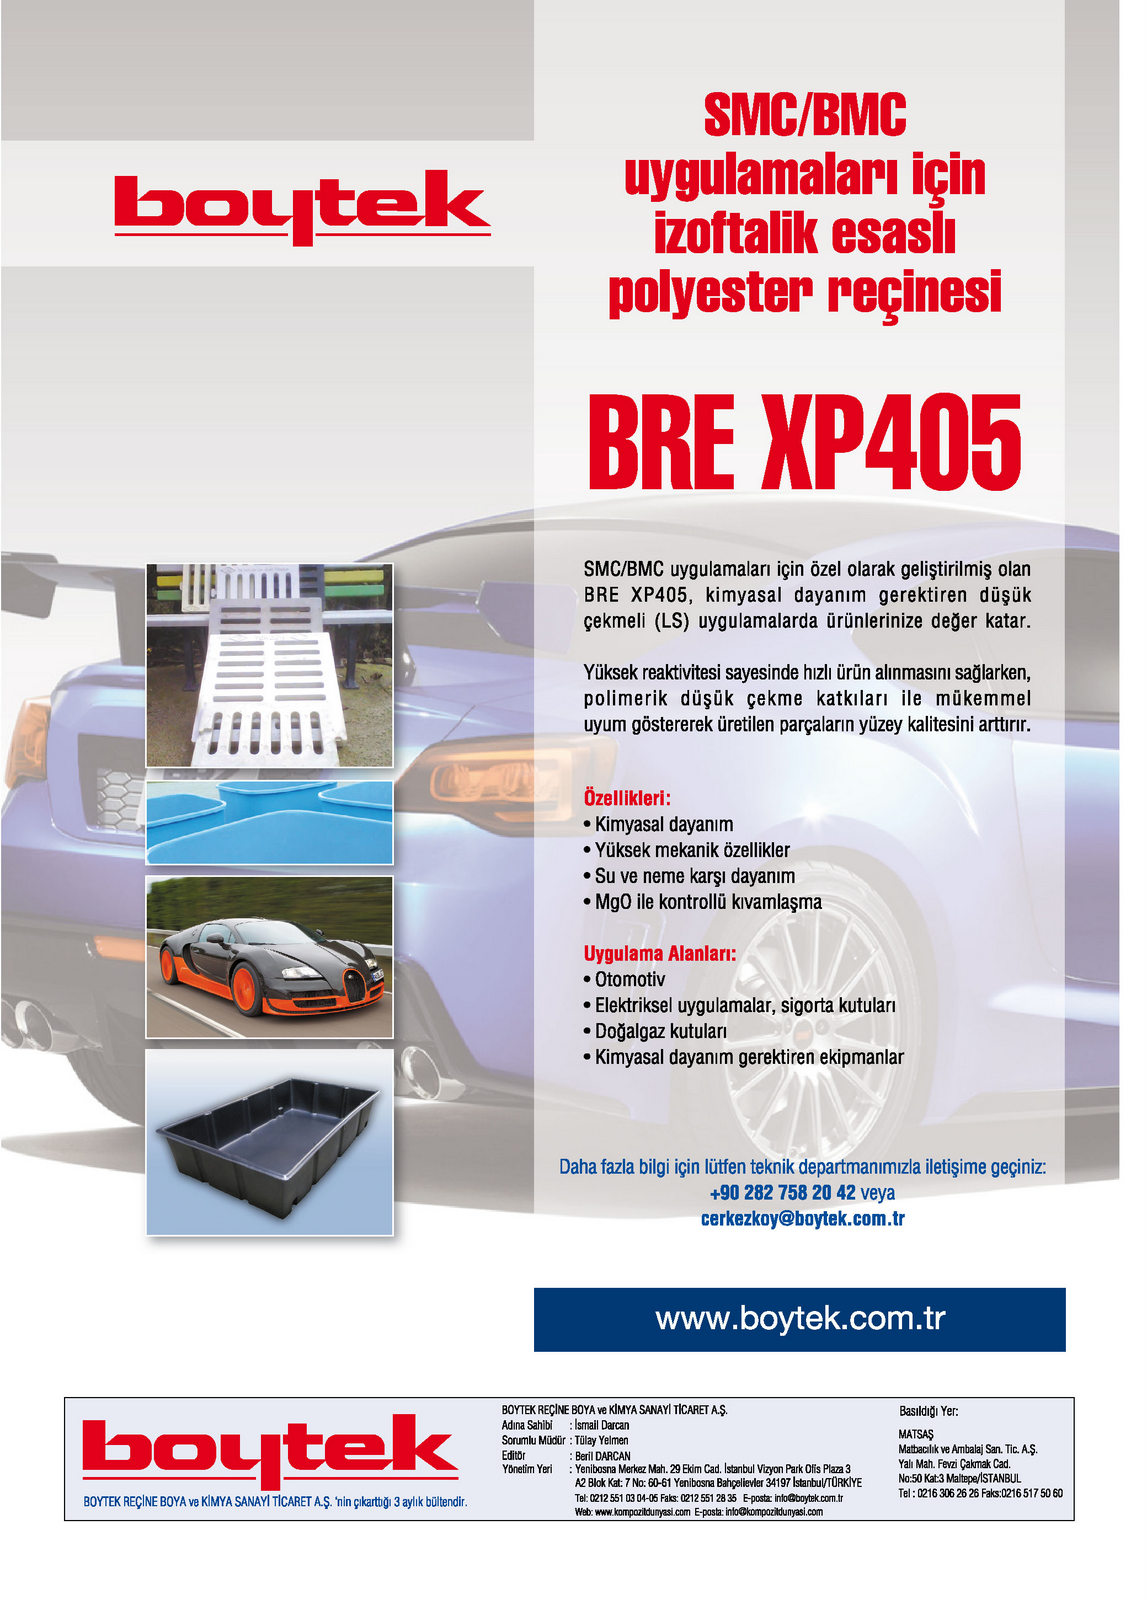 boytek
SMC/BMC
uygulamaları için
izoftalik esaslı
polyester reçinesi
BRE XP405
SMC/BMC uygulamaları için özel olarak geliştirilmiş olan
BRE XP405, kimyasal dayanım gerektiren düşük
çekmeli (LS) uygulamalarda ürünlerinize değer katar.
Yüksek reaktivitesi sayesinde hızlı ürün alınmasını sağlarken,
polimerik düşük çekme katkıları ile mükemmel
uyum göstererek üretilen parçaların yüzey kalitesini arttırır.
Özellikleri:
• Kimyasal dayanım
• Yüksek mekanik özellikler
• Su ve neme karşı dayanım
• MgO ile kontrollü kıvamlaşma
Uygulama Alanları:
• Otomotiv
• Elektriksel uygulamalar, sigorta kutuları
• Doğalgaz kutuları
• Kimyasal dayanım gerektiren ekipmanlar
Daha fazla bilgi için lütfen teknik departmanımızla iletişime geçiniz:
+90 282 758 20 42 veya
cerkezkoy@boytek.com.tr
www.boytek.com.tr
boytek
BOYTEK REÇİNE BOYA ve KİMYA SANAYİ TİCARET A.Ş. 'nin çıkarttığı 3 aylık bültendir.
BOYTEK REÇİNE BOYA ve KİMYA SANAYİ TİCARET A.Ş.
Adına Sahibi : İsmail Darcan
Sorumlu Müdür : Tülay Yelmen
Editör : Beril DARCAN
Yönetim Yeri : Yenibosna Merkez Mah. 29 Ekim Cad. İstanbul Vizyon Park Ofis Plaza 3
A2 Blok Kat: 7 No: 60-61 Yenibosna Bahçelievler 34197 İstanbul/TÜRKİYE
Tel: 0212 551 03 04-05 Faks: 0212 551 28 35 E-posta: info@boytek.com.tr
Web: www.kompozitdunyasi.com E-posta: info@kompozitdunyasi.com
Basıldığı Yer:
MATSAŞ
Matbacılık ve Ambalaj San. Tic. A.Ş.
Yalı Mah. Fevzi Çakmak Cad.
No:50 Kat:3 Maltepe/İSTANBUL
Tel : 0216 306 26 26 Faks:0216 517 50 60